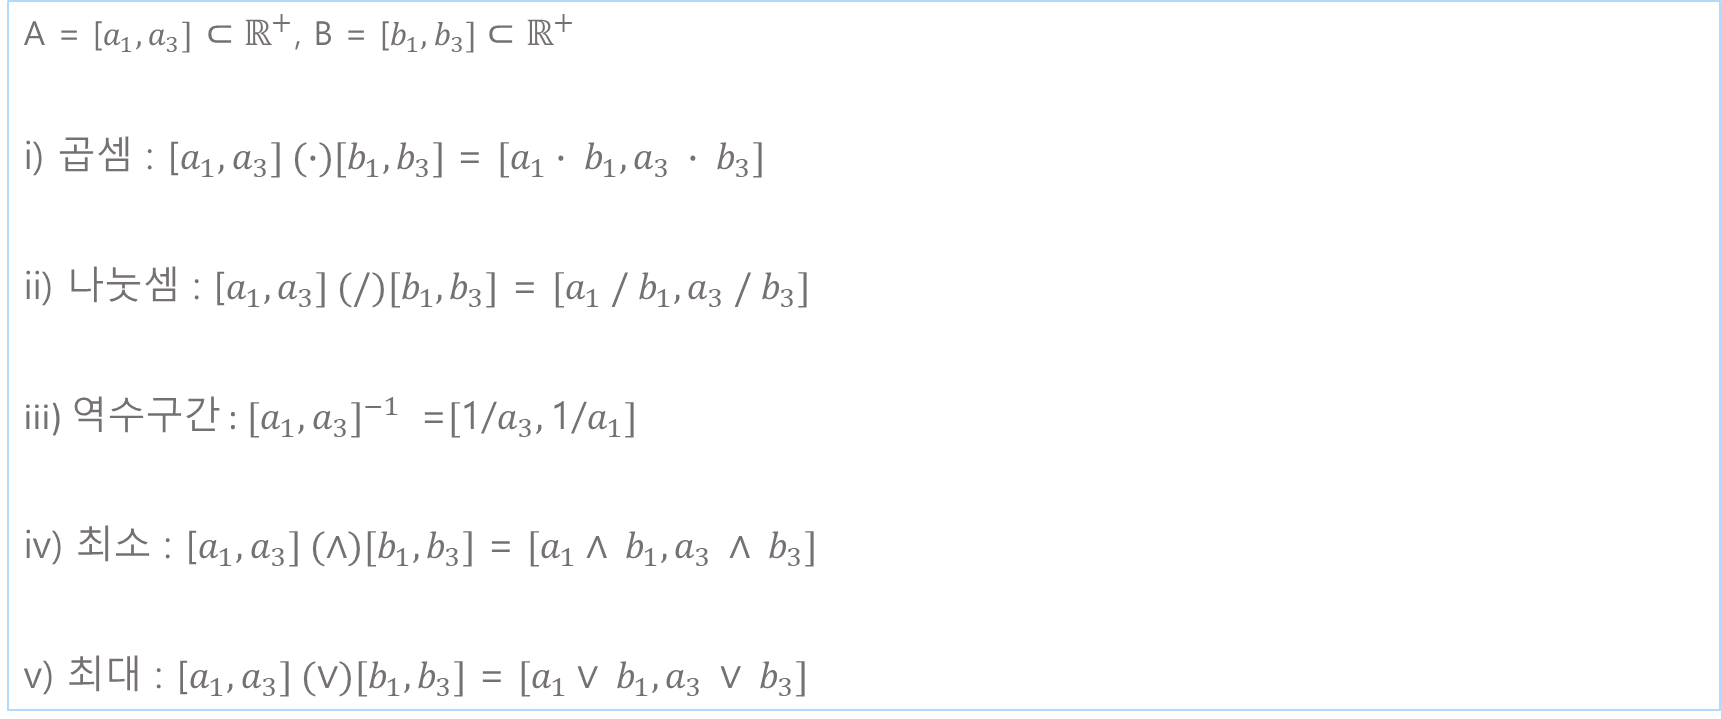 A = [a₁, a₃] ⊂ ℝ⁺, B = [b₁, b₃] ⊂ ℝ⁺
i) 곱셈 : [a₁, a₃] (·)[b₁, b₃] = [a₁ · b₁, a₃ · b₃]
ii) 나눗셈 : [a₁, a₃] (/)[b₁, b₃] = [a₁ / b₁, a₃ / b₃]
iii) 역수구간 : [a₁, a₃]⁻¹ =[1/a₃, 1/a₁]
iv) 최소 : [a₁, a₃] (∧)[b₁, b₃] = [a₁ ∧ b₁, a₃ ∧ b₃]
v) 최대 : [a₁, a₃] (∨)[b₁, b₃] = [a₁ ∨ b₁, a₃ ∨ b₃]